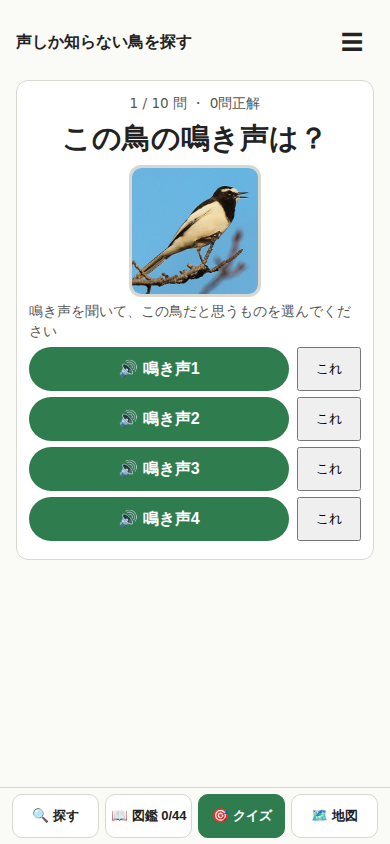 声しか知らない鳥を探す
☰
1 / 10 問 ・ 0問正解
この鳥の鳴き声は？
鳴き声を聞いて、この鳥だと思うものを選んでくだ
さい
🔊 鳴き声1
これ
🔊 鳴き声2
これ
🔊 鳴き声3
これ
🔊 鳴き声4
これ
🔍 探す
📖 図鑑 0/44
🎯 クイズ
🗺️ 地図